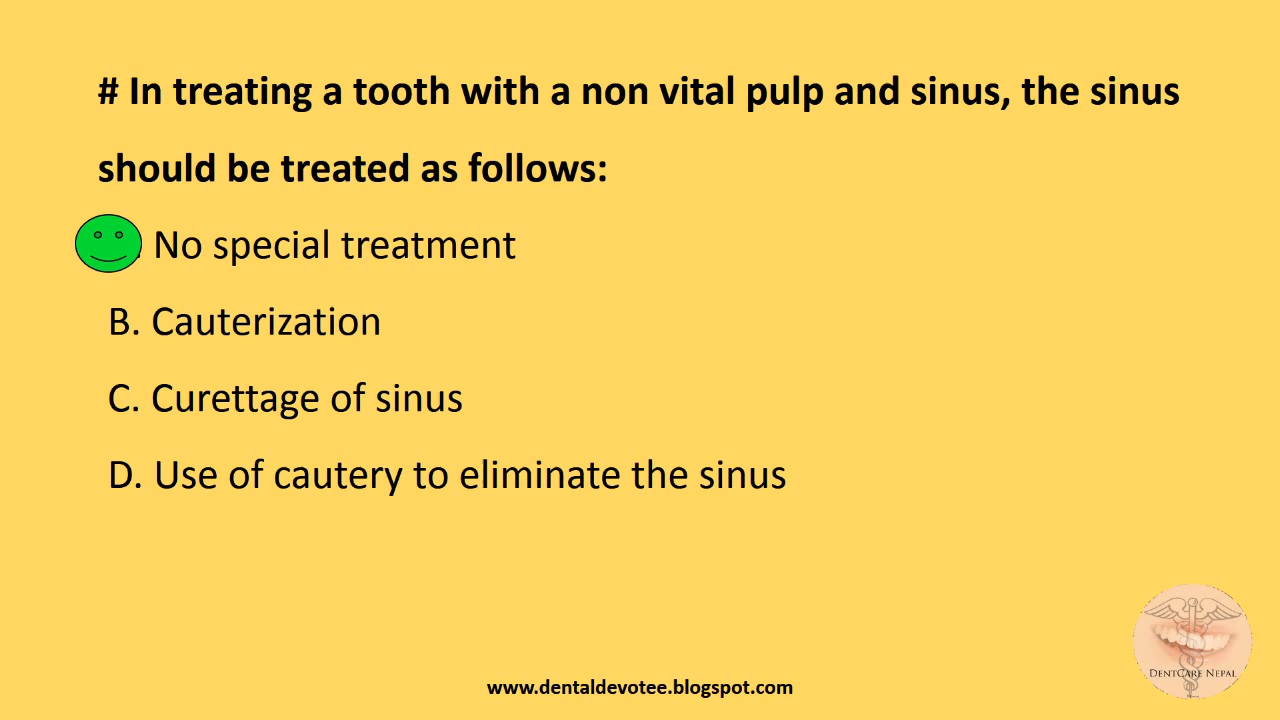 # In treating a tooth with a non vital pulp and sinus, the sinus
should be treated as follows:
. No special treatment
B. Cauterization
C. Curettage of sinus
D. Use of cautery to eliminate the sinus
DENTCARE NEPAL
www.dentaldevotee.blogspot.com